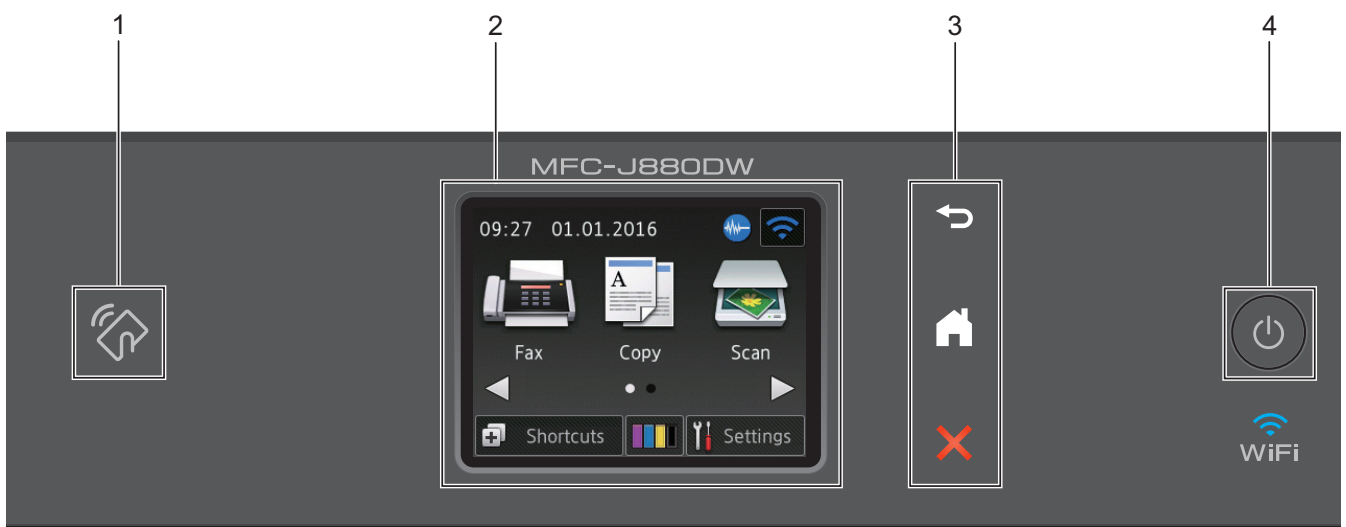 1 2 3 4
MFC-J880DW
09:27 01.01.2016
A
Fax Copy Scan
Shortcuts Settings
WiFi